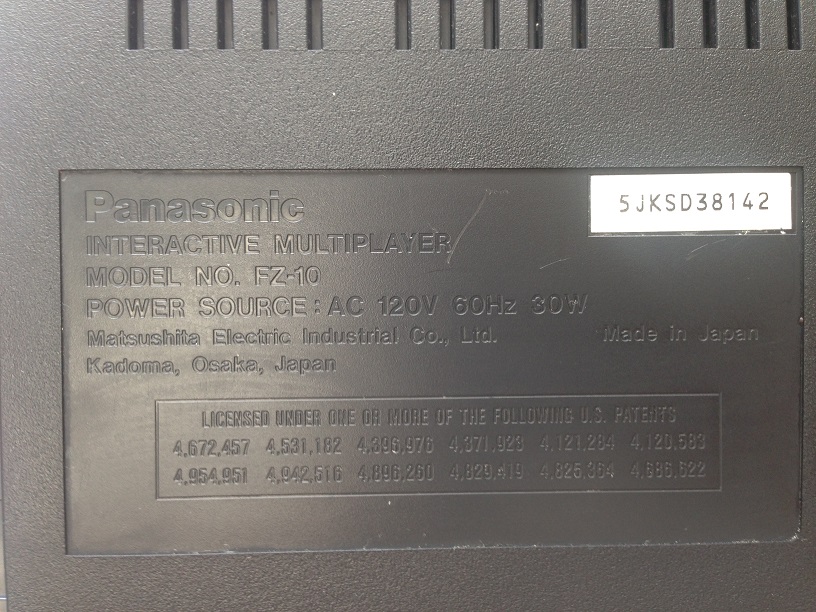 Panasonic
5JKSD38142
INTERACTIVE MULTIPLAYER
MODEL NO. FZ-10
POWER SOURCE: AC 120V 60Hz 30W
Matsushita Electric Industrial Co., Ltd. Made in Japan
Kadoma, Osaka, Japan
LICENSED UNDER ONE OR MORE OF THE FOLLOWING U.S. PATENTS
4,672,457 4,531,182 4,396,976 4,371,923 4,121,284 4,120,583
4,954,951 4,942,516 4,896,260 4,829,419 4,825,364 4,686,622